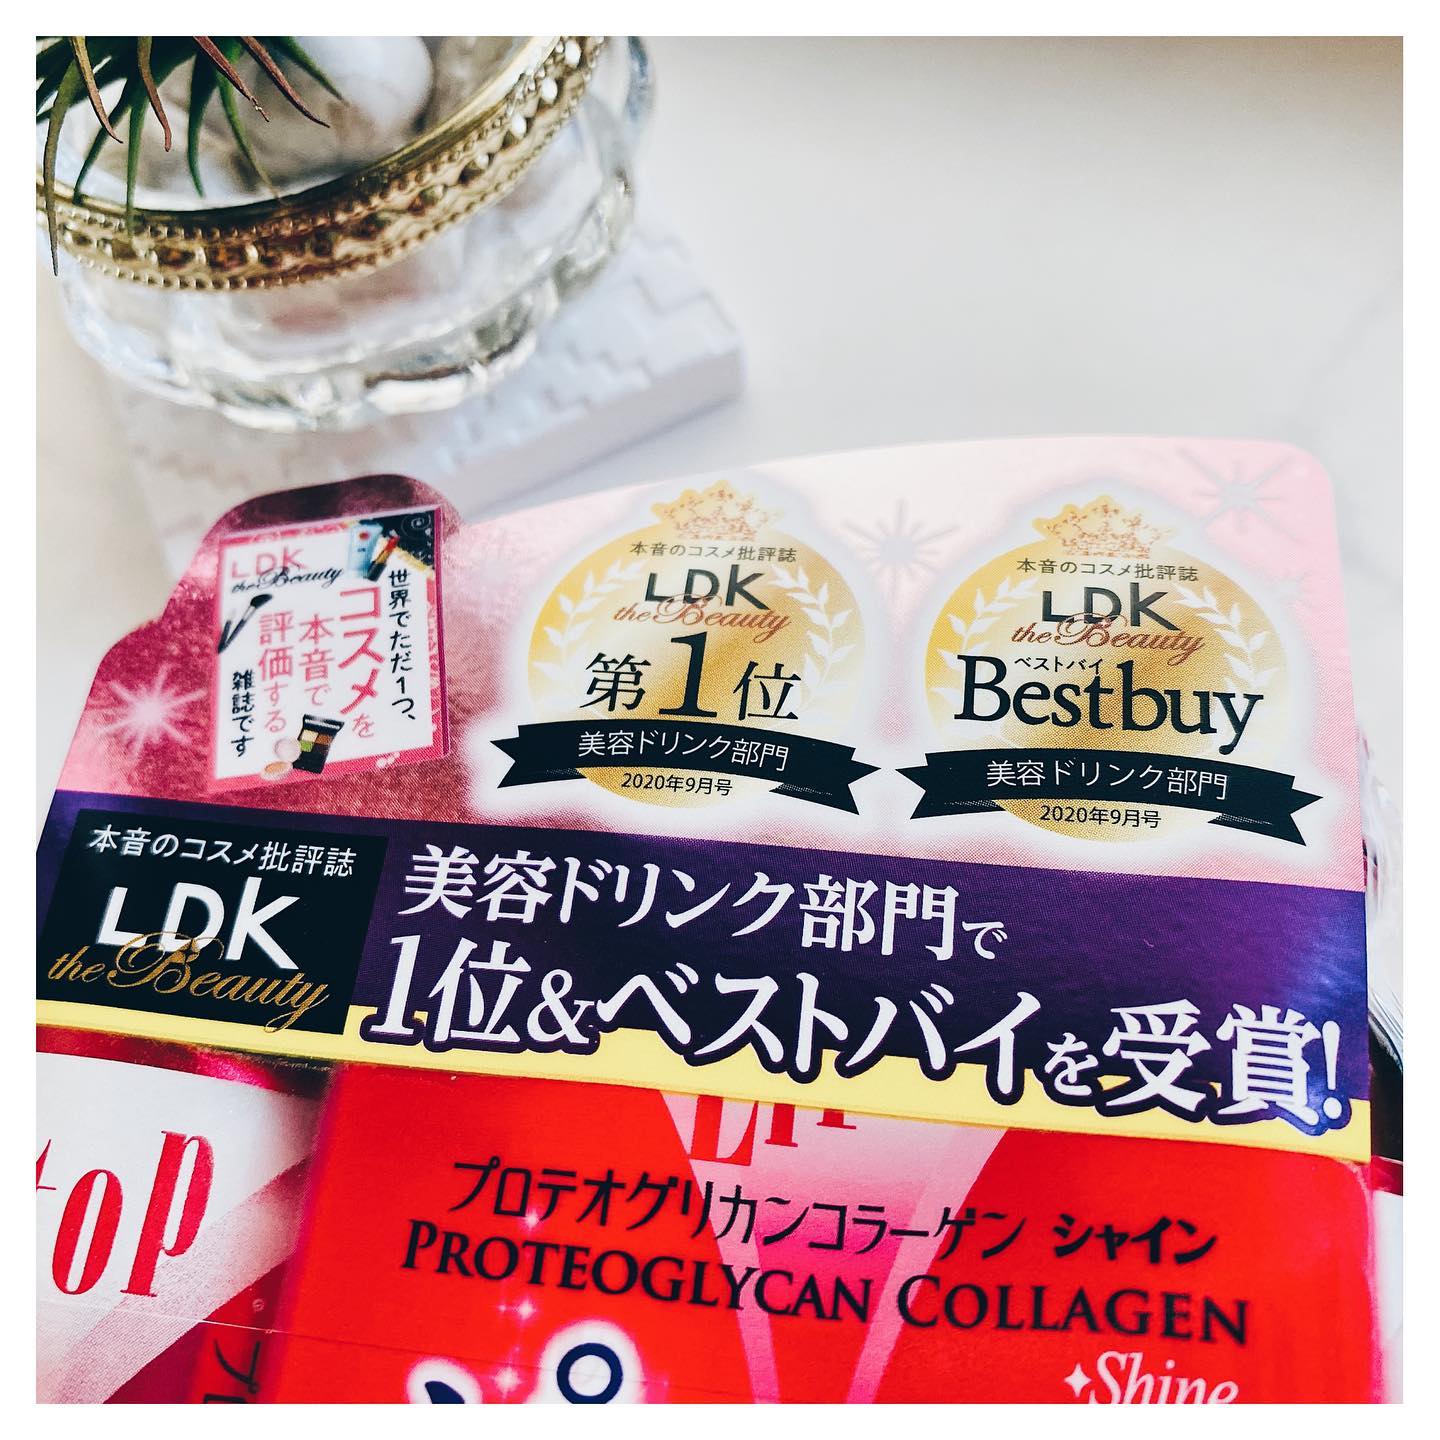 LDK
the Beauty
世界でただ1つ、
コスメを
本音で
評価する
雑誌です
本音のコスメ批評誌
LDK
the Beauty
第1位
美容ドリンク部門
2020年9月号
本音のコスメ批評誌
LDK
the Beauty
ベストバイ
Bestbuy
美容ドリンク部門
2020年9月号
本音のコスメ批評誌
LDK
the Beauty
美容ドリンク部門で
1位&ベストバイを受賞!
top
プロテオグリカンコラーゲン シャイン
PROTEOGLYCAN COLLAGEN
Shine